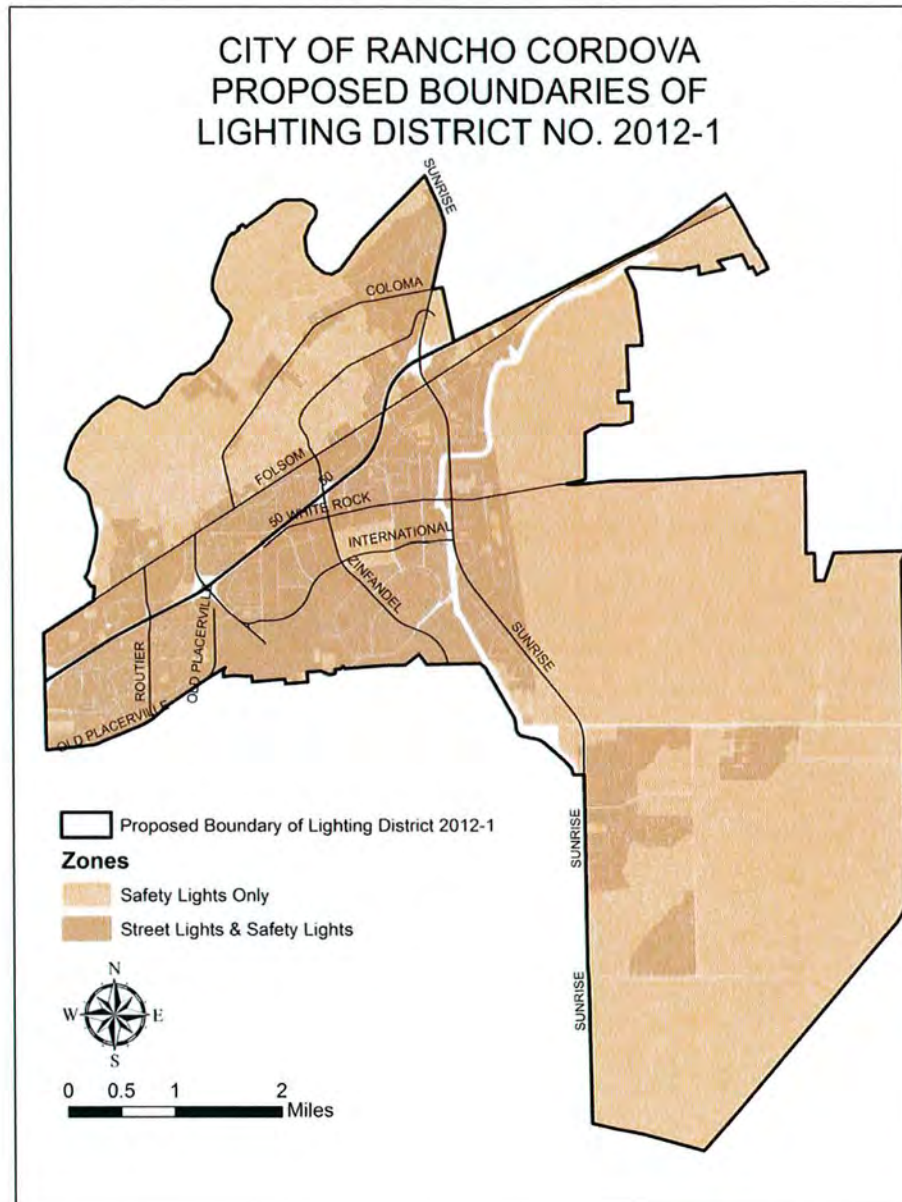 CITY OF RANCHO CORDOVA
PROPOSED BOUNDARIES OF
LIGHTING DISTRICT NO. 2012-1
SUNRISE
COLOMA
FOLSOM
50
50 WHITE ROCK
INTERNATIONAL
ZINFANDEL
SUNRISE
ROUTIER
OLD PLACERVILLE
OLD PLACERVILLE
SUNRISE
SUNRISE
Proposed Boundary of Lighting District 2012-1
Zones
Safety Lights Only
Street Lights & Safety Lights
N
W
E
S
0 0.5 1 2
Miles